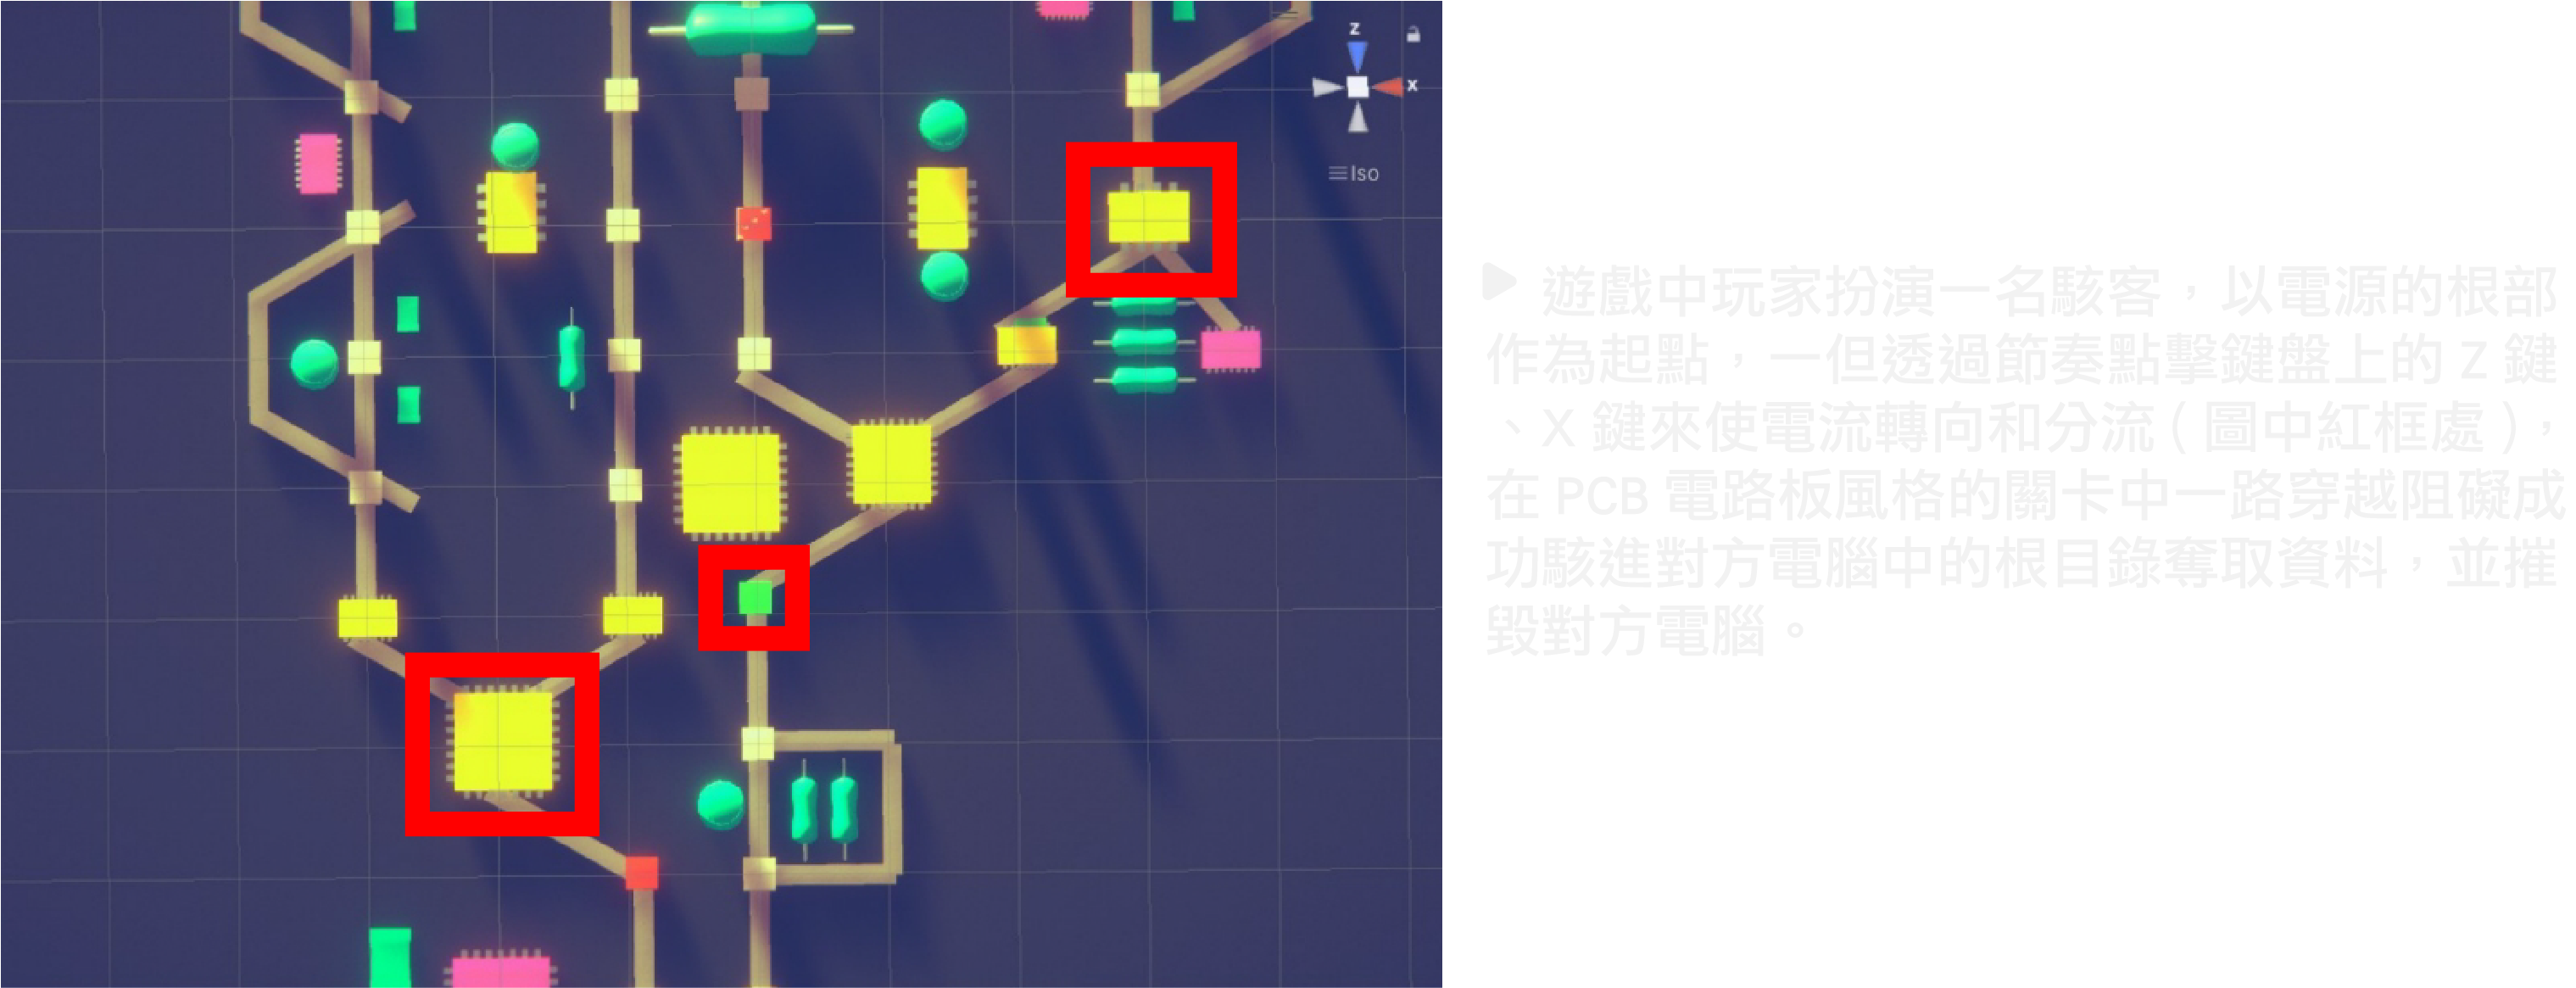 z
x
≡Iso
▶ 遊戲中玩家扮演一名駭客，以電源的根部
作為起點，一但透過節奏點擊鍵盤上的 Z 鍵
、X 鍵來使電流轉向和分流 ( 圖中紅框處 )，
在 PCB 電路板風格的關卡中一路穿越阻礙成
功駭進對方電腦中的根目錄奪取資料，並摧
毀對方電腦。